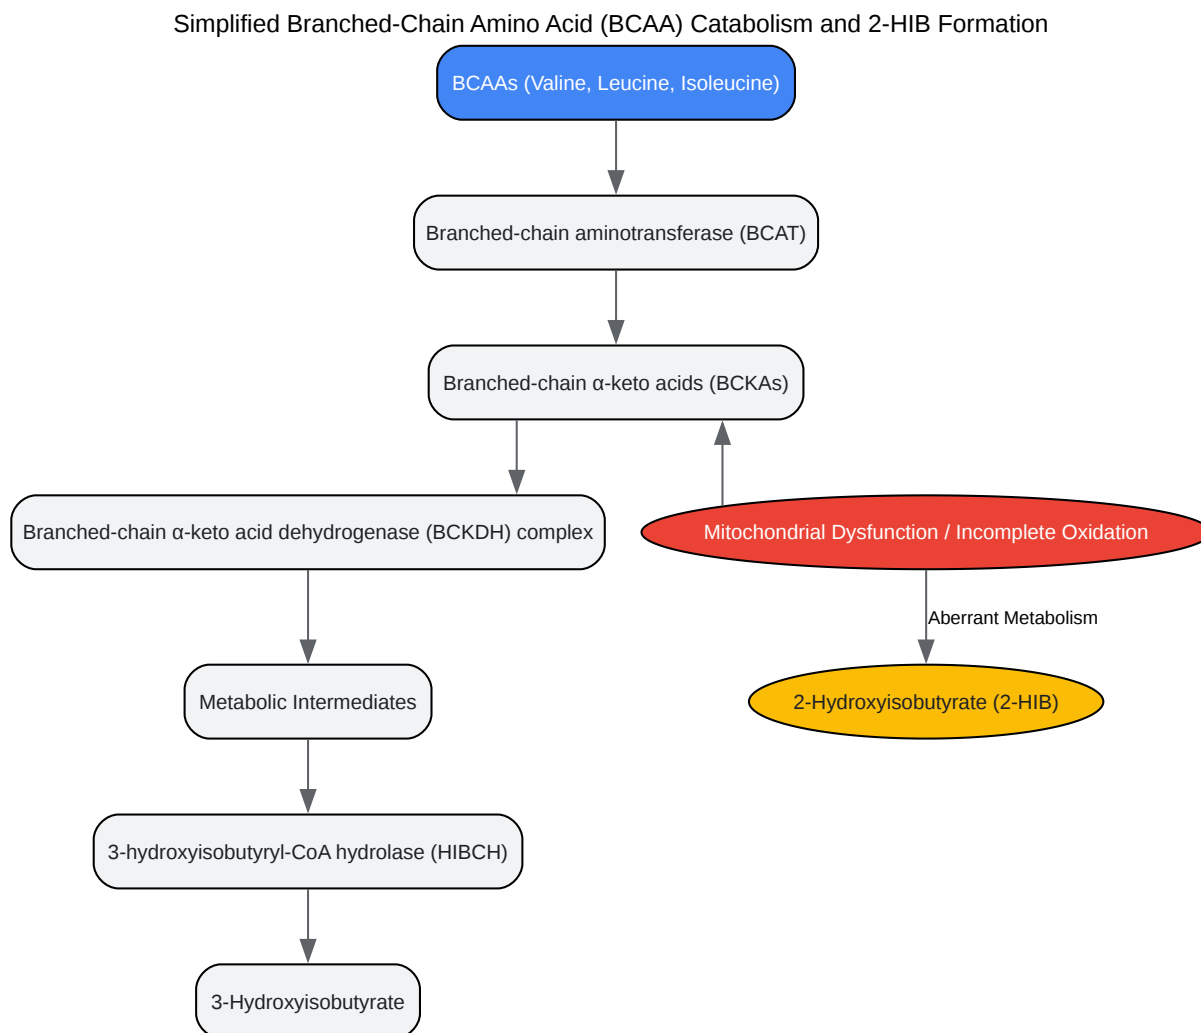 Simplified Branched-Chain Amino Acid (BCAA) Catabolism and 2-HIB Formation
BCAAs (Valine, Leucine, Isoleucine)
Branched-chain aminotransferase (BCAT)
Branched-chain α-keto acids (BCKAs)
Branched-chain α-keto acid dehydrogenase (BCKDH) complex
Mitochondrial Dysfunction / Incomplete Oxidation
Aberrant Metabolism
Metabolic Intermediates
2-Hydroxyisobutyrate (2-HIB)
3-hydroxyisobutyryl-CoA hydrolase (HIBCH)
3-Hydroxyisobutyrate